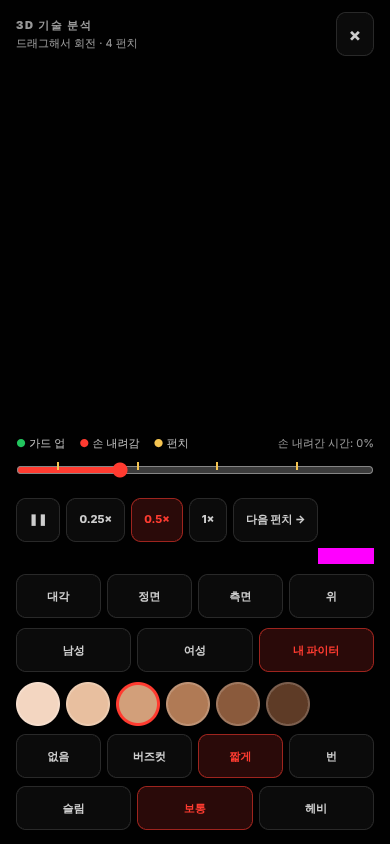 3D 기술 분석
드래그해서 회전 · 4 펀치
×
가드 업 손 내려감 펀치 손 내려간 시간: 0%
0.25× 0.5× 1× 다음 펀치 →
대각 정면 측면 위
남성 여성 내 파이터
없음 버즈컷 짧게 번
슬림 보통 헤비